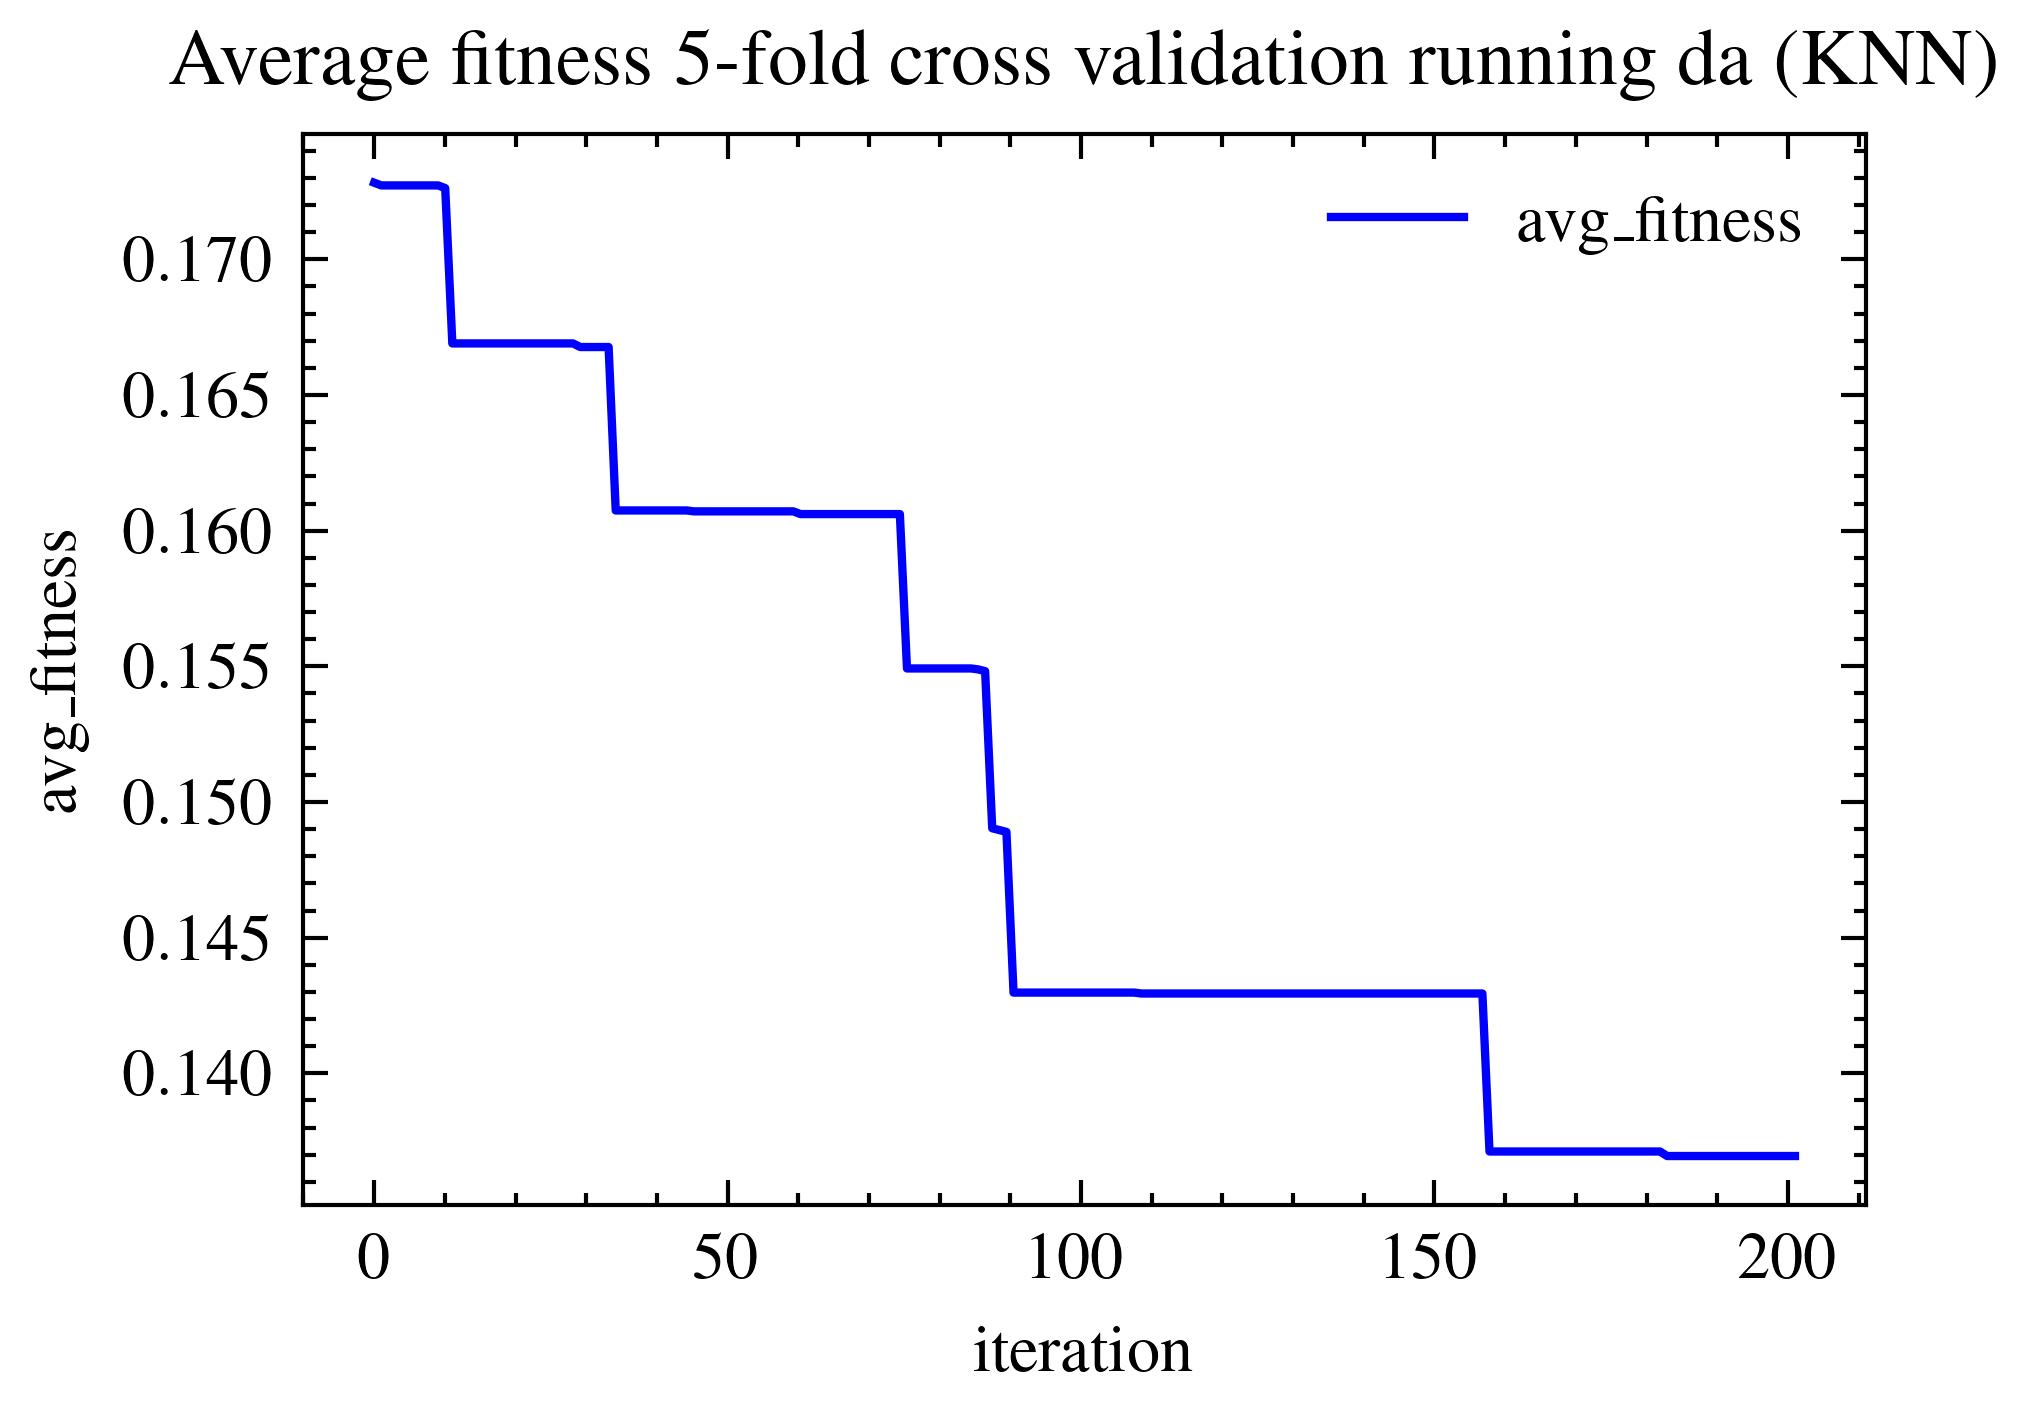 Average fitness 5-fold cross validation running da (KNN)
avg_fitness
0.170
0.165
0.160
0.155
0.150
0.145
0.140
avg_fitness
0 50 100 150 200
iteration